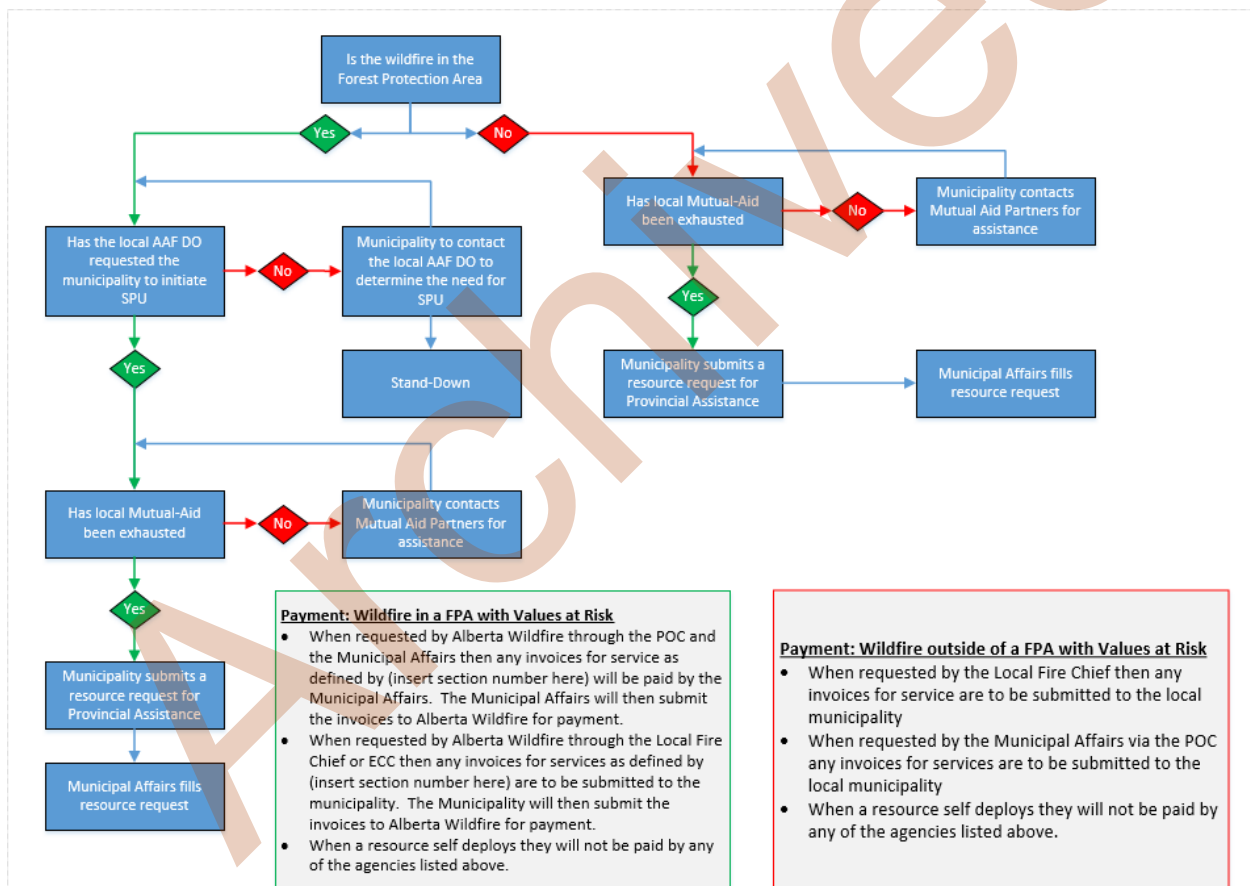 Is the wildfire in the
Forest Protection Area
Yes
No
Has the local AAF DO
requested the
municipality to initiate
SPU
No
Municipality to contact
the local AAF DO to
determine the need for
SPU
Has local Mutual-Aid
been exhausted
No
Municipality contacts
Mutual Aid Partners for
assistance
Yes
Stand-Down
Yes
Municipality submits a
resource request for
Provincial Assistance
Municipal Affairs fills
resource request
Has local Mutual-Aid
been exhausted
No
Municipality contacts
Mutual Aid Partners for
assistance
Yes
Municipality submits a
resource request for
Provincial Assistance
Municipal Affairs fills
resource request
Payment: Wildfire in a FPA with Values at Risk
• When requested by Alberta Wildfire through the POC and
the Municipal Affairs then any invoices for service as
defined by (insert section number here) will be paid by the
Municipal Affairs. The Municipal Affairs will then submit
the invoices to Alberta Wildfire for payment.
• When requested by Alberta Wildfire through the Local Fire
Chief or ECC then any invoices for services as defined by
(insert section number here) are to be submitted to the
municipality. The Municipality will then submit the
invoices to Alberta Wildfire for payment.
• When a resource self deploys they will not be paid by any
of the agencies listed above.
Payment: Wildfire outside of a FPA with Values at Risk
• When requested by the Local Fire Chief then any
invoices for service are to be submitted to the local
municipality
• When requested by the Municipal Affairs via the POC
any invoices for services are to be submitted to the
local municipality
• When a resource self deploys they will not be paid by
any of the agencies listed above.